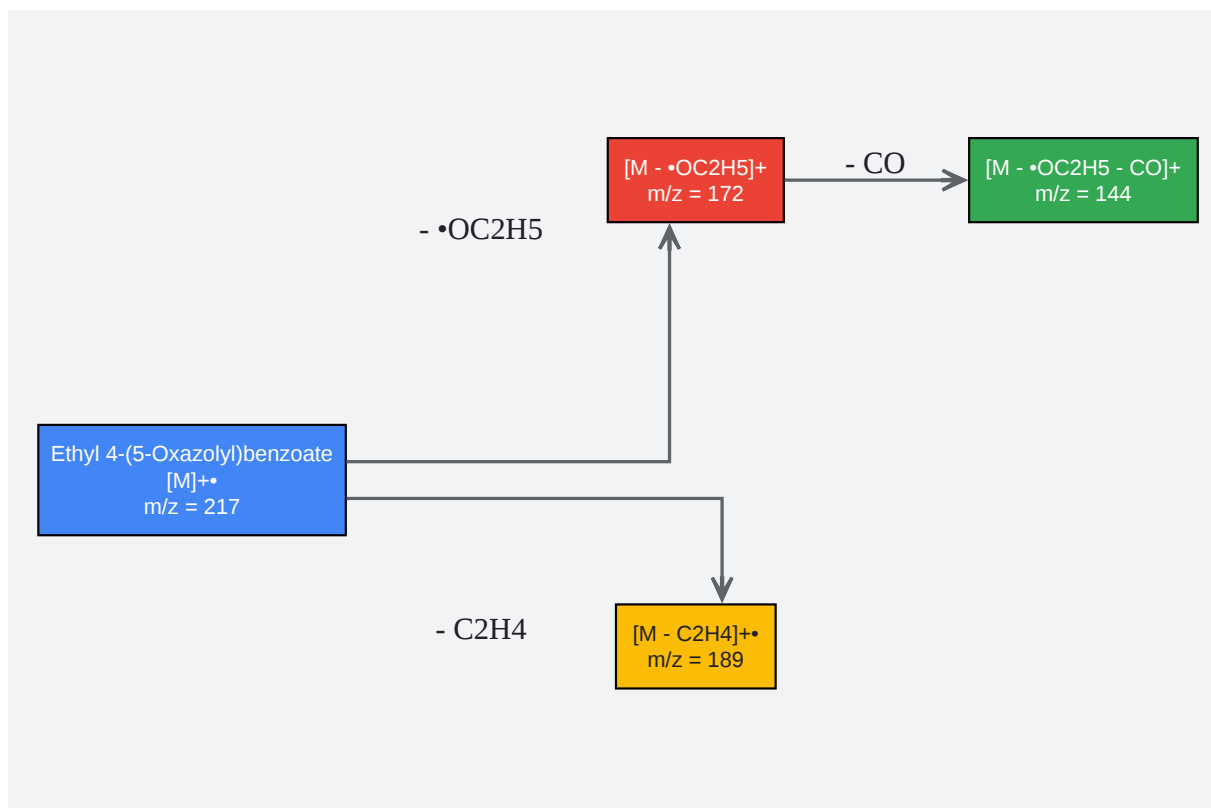 [M - •OC2H5]+
m/z = 172
- CO
[M - •OC2H5 - CO]+
m/z = 144
- •OC2H5
Ethyl 4-(5-Oxazolyl)benzoate
[M]+•
m/z = 217
- C2H4
[M - C2H4]+•
m/z = 189